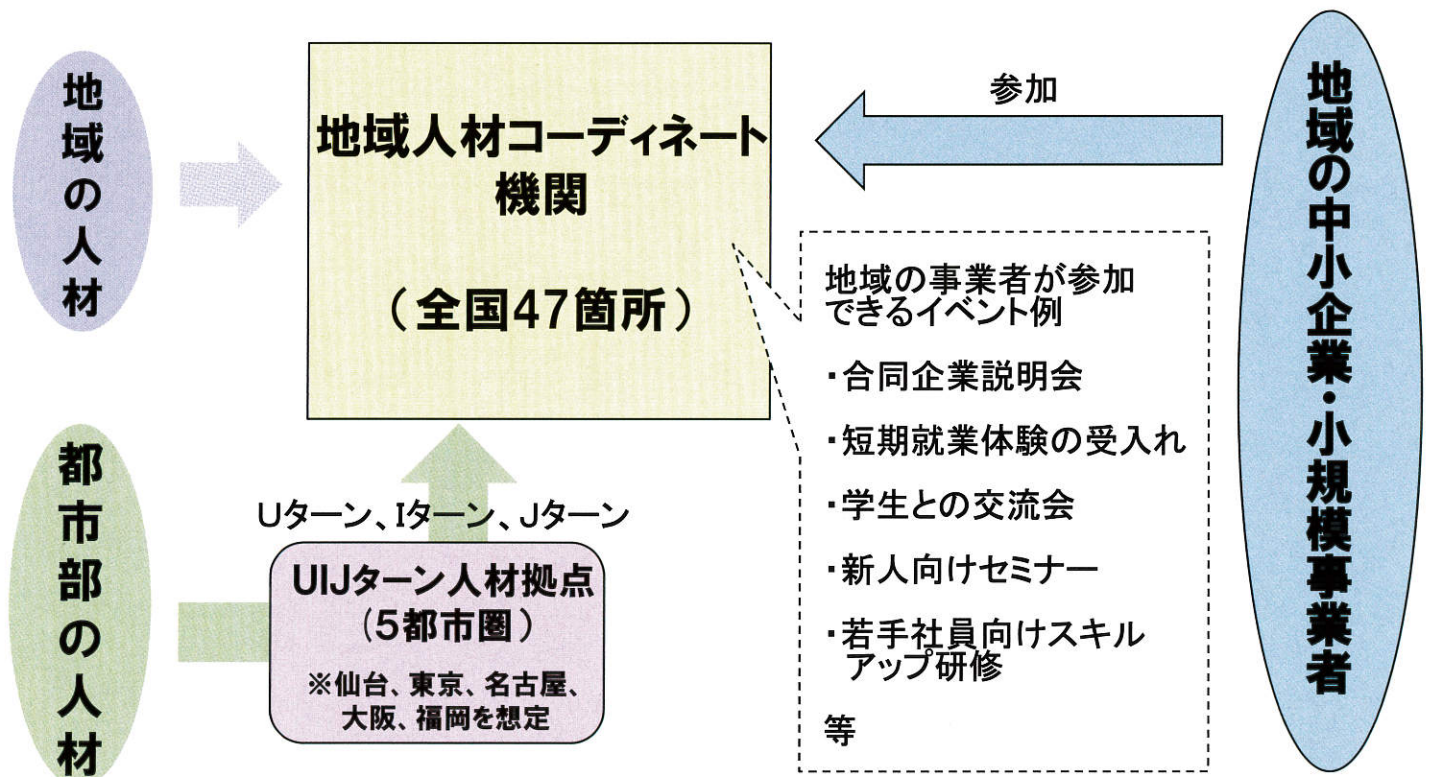 地域の人材
地域人材コーディネート
機関
（全国47箇所）
参加
地域の中小企業・小規模事業者
地域の事業者が参加
できるイベント例
・合同企業説明会
・短期就業体験の受入れ
・学生との交流会
・新人向けセミナー
・若手社員向けスキル
アップ研修
等
都市部の人材
Uターン、Iターン、Jターン
UIJターン人材拠点
（5都市圏）
※仙台、東京、名古屋、
大阪、福岡を想定